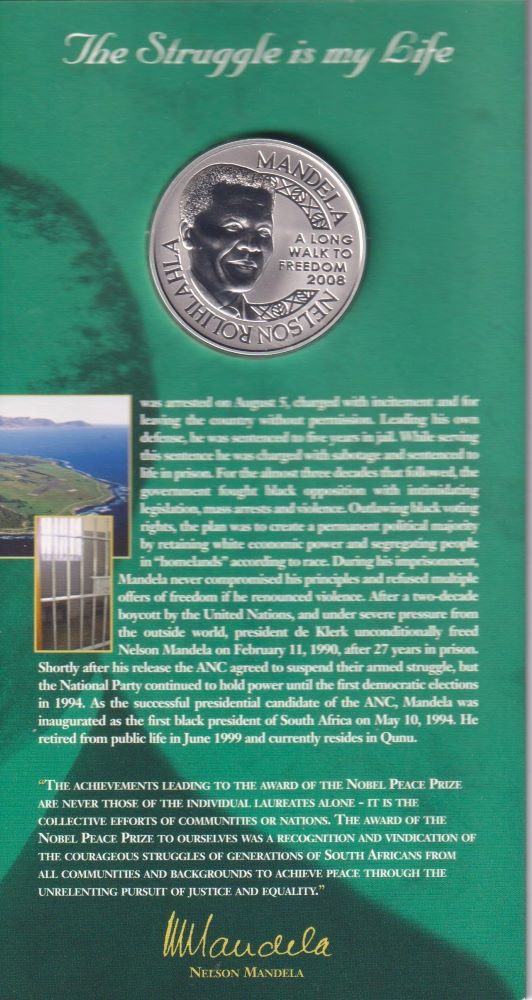 The Struggle is my Life
MANDELA
NELSON ROLIHLAHLA
A LONG
WALK TO
FREEDOM
2008
was arrested on August 5, charged with incitement and for
leaving the country without permission. Leading his own
defense, he was sentenced to five years in jail. While serving
this sentence he was charged with sabotage and sentenced to
life in prison. For the almost three decades that followed, the
government fought black opposition with intimidating
legislation, mass arrests and violence. Outlawing black voting
rights, the plan was to create a permanent political majority
by retaining white economic power and segregating people
in "homelands" according to race. During his imprisonment,
Mandela never compromised his principles and refused multiple
offers of freedom if he renounced violence. After a two-decade
boycott by the United Nations, and under severe pressure from
the outside world, president de Klerk unconditionally freed
Nelson Mandela on February 11, 1990, after 27 years in prison.
Shortly after his release the ANC agreed to suspend their armed struggle, but
the National Party continued to hold power until the first democratic elections
in 1994. As the successful presidential candidate of the ANC, Mandela was
inaugurated as the first black president of South Africa on May 10, 1994. He
retired from public life in June 1999 and currently resides in Qunu.
"THE ACHIEVEMENTS LEADING TO THE AWARD OF THE NOBEL PEACE PRIZE
ARE NEVER THOSE OF THE INDIVIDUAL LAUREATES ALONE - IT IS THE
COLLECTIVE EFFORTS OF COMMUNITIES OR NATIONS. THE AWARD OF THE
NOBEL PEACE PRIZE TO OURSELVES WAS A RECOGNITION AND VINDICATION OF
THE COURAGEOUS STRUGGLES OF GENERATIONS OF SOUTH AFRICANS FROM
ALL COMMUNITIES AND BACKGROUNDS TO ACHIEVE PEACE THROUGH THE
UNRELENTING PURSUIT OF JUSTICE AND EQUALITY."
Mandela
NELSON MANDELA